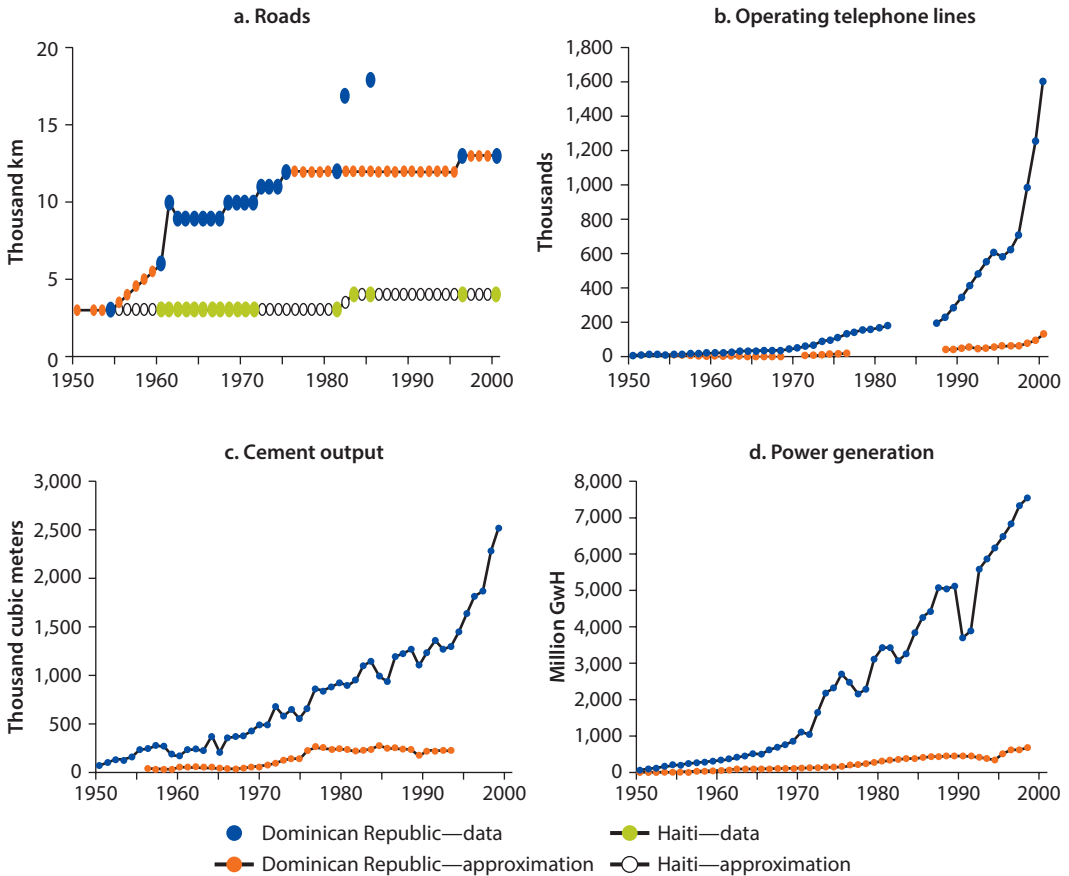 a. Roads
Thousand km
20
15
10
5
0
1950 1960 1970 1980 1990 2000
b. Operating telephone lines
Thousands
1,800
1,600
1,400
1,200
1,000
800
600
400
200
0
1950 1960 1970 1980 1990 2000
c. Cement output
Thousand cubic meters
3,000
2,500
2,000
1,500
1,000
500
0
1950 1960 1970 1980 1990 2000
d. Power generation
Million GwH
8,000
7,000
6,000
5,000
4,000
3,000
2,000
1,000
0
1950 1960 1970 1980 1990 2000
Dominican Republic—data
Haiti—data
Dominican Republic—approximation
Haiti—approximation